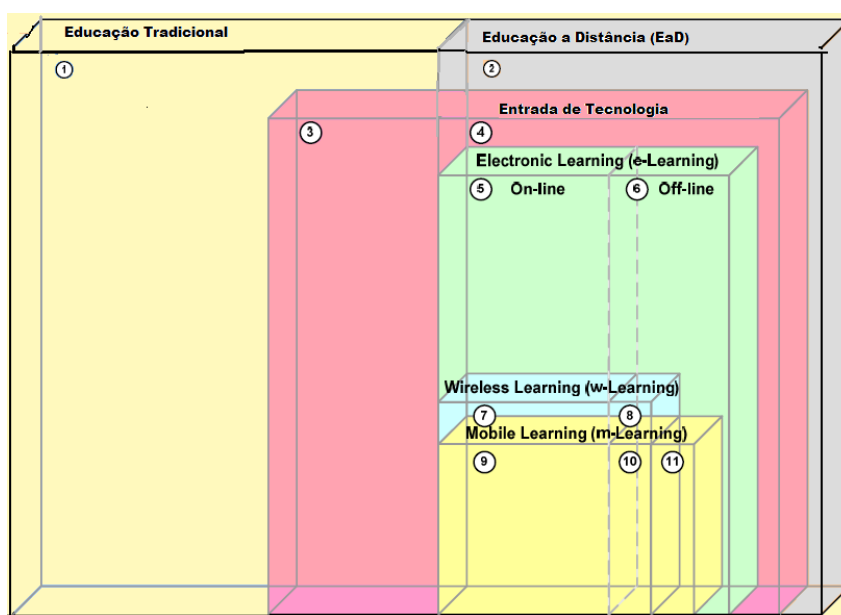 Educação Tradicional
Educação a Distância (EaD)
1
2
Entrada de Tecnologia
3
4
Electronic Learning (e-Learning)
5 On-line
6 Off-line
Wireless Learning (w-Learning)
7
8
Mobile Learning (m-Learning)
9
10
11